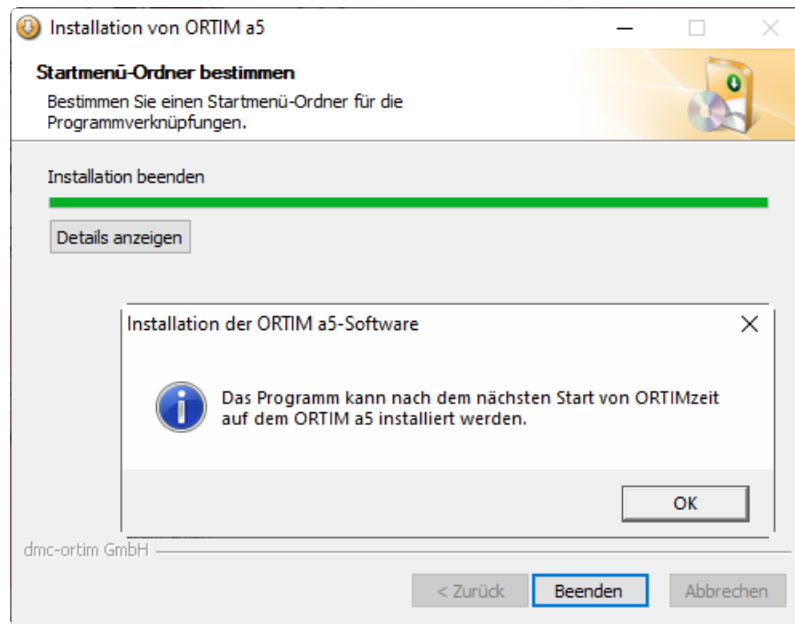 Installation von ORTIM a5
Startmenü-Ordner bestimmen
Bestimmen Sie einen Startmenü-Ordner für die
Programmverknüpfungen.
Installation beenden
Details anzeigen
Installation der ORTIM a5-Software
Das Programm kann nach dem nächsten Start von ORTIMzeit
auf dem ORTIM a5 installiert werden.
OK
dmc-ortim GmbH
< Zurück Beenden Abbrechen